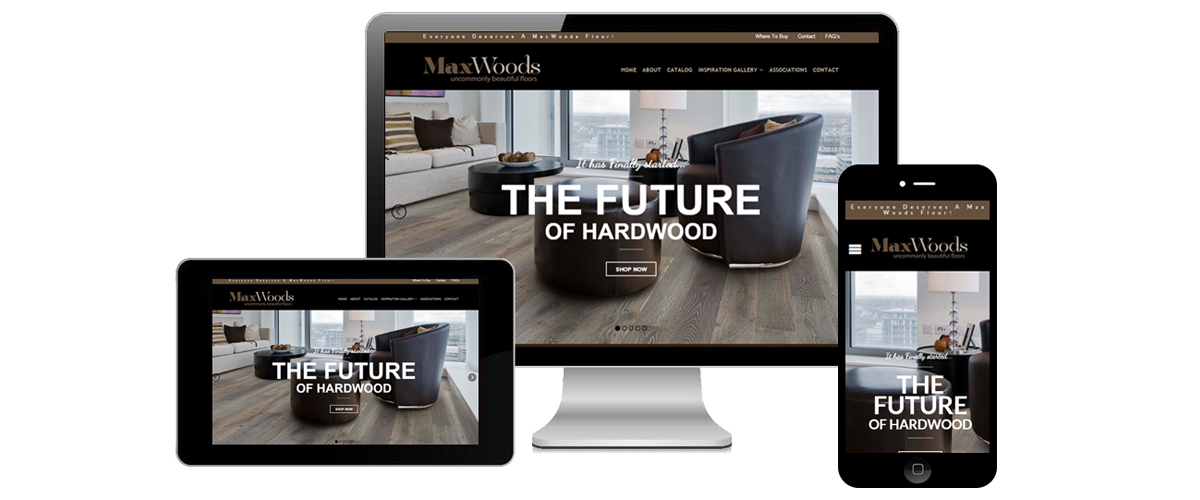 Everyone Deserves A MaxWoods Floor!
Where To Buy Contact FAQ's
MaxWoods
uncommonly beautiful floors
HOME ABOUT CATALOG INSPIRATION GALLERY ASSOCIATIONS CONTACT
It has Finally started...
THE FUTURE
OF HARDWOOD
SHOP NOW
Everyone Deserves A MaxWoods Floor!
Where To Buy Contact FAQ's
MaxWoods
uncommonly beautiful floors
HOME ABOUT CATALOG INSPIRATION GALLERY ASSOCIATIONS CONTACT
It has Finally started...
THE FUTURE
OF HARDWOOD
SHOP NOW
Everyone Deserves A Max
Woods Floor!
MaxWoods
uncommonly beautiful floors
It has Finally started...
THE
FUTURE
OF HARDWOOD